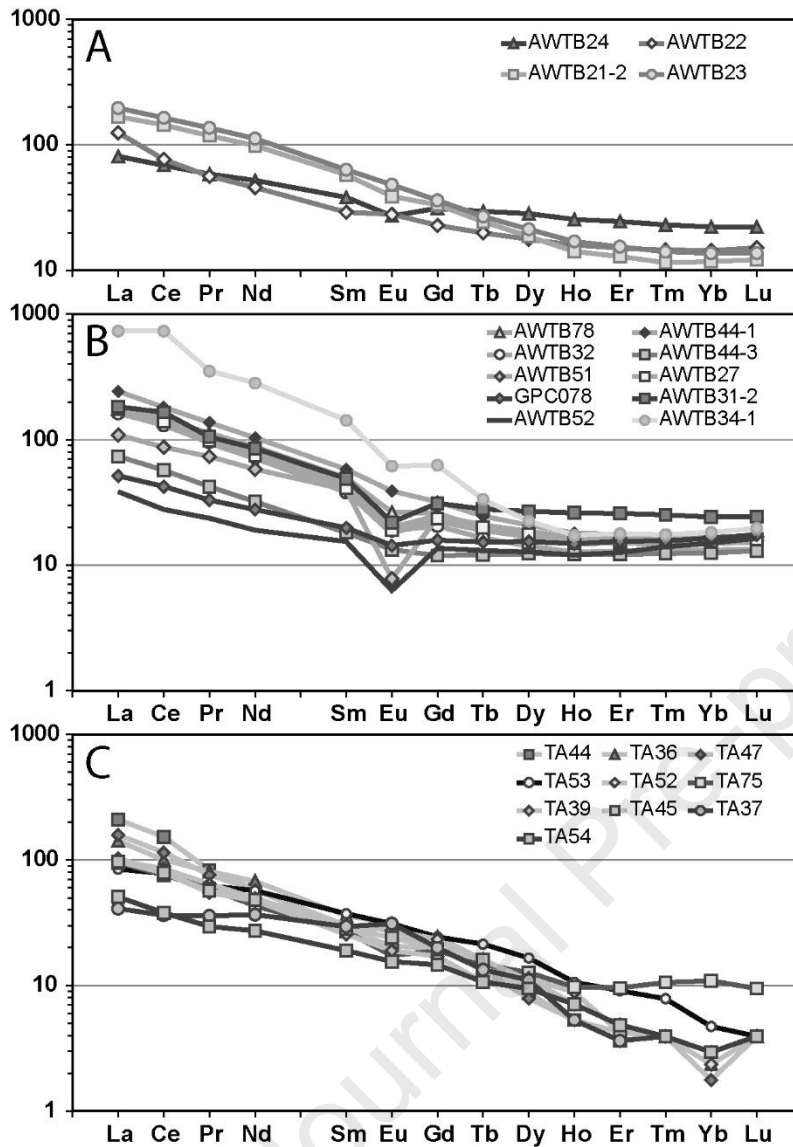 1000
A
AWTB24 AWTB22
AWTB21-2 AWTB23
100
10
La Ce Pr Nd Sm Eu Gd Tb Dy Ho Er Tm Yb Lu
1000
B
AWTB78 AWTB44-1
AWTB32 AWTB44-3
AWTB51 AWTB27
GPC078 AWTB31-2
AWTB52 AWTB34-1
100
10
1
La Ce Pr Nd Sm Eu Gd Tb Dy Ho Er Tm Yb Lu
1000
C
TA44 TA36 TA47
TA53 TA52 TA75
TA39 TA45 TA37
TA54
100
10
1
La Ce Pr Nd Sm Eu Gd Tb Dy Ho Er Tm Yb Lu
Journal Pre-p